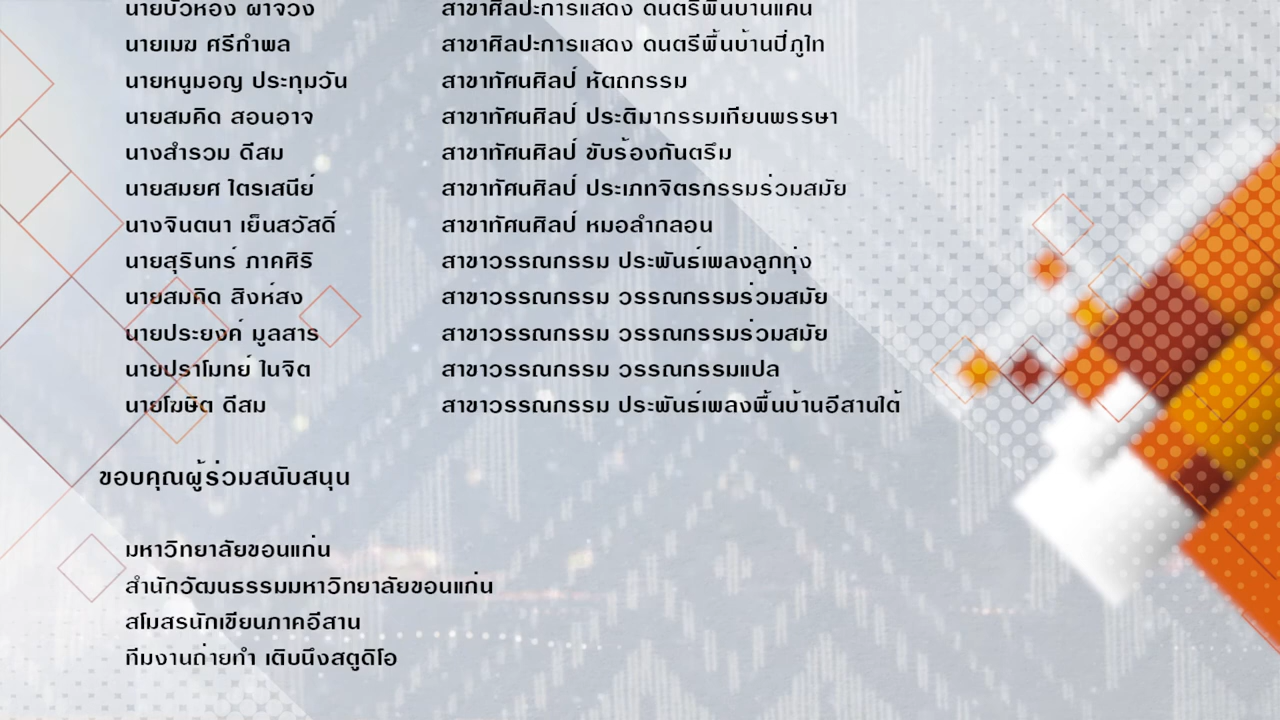 นายบัวหอง ผาจวง สาขาศิลปะการแสดง ดนตรีพื้นบ้านแคน
นายเมฆ ศรีกำพล สาขาศิลปะการแสดง ดนตรีพื้นบ้านปี่ภูไท
นายหนูมอญ ประทุมวัน สาขาทัศนศิลป์ หัตถกรรม
นายสมคิด สอนอาจ สาขาทัศนศิลป์ ประติมากรรมเทียนพรรษา
นางสำรวม ดีสม สาขาทัศนศิลป์ ขับร้องกันตรึม
นายสมยศ ไตรเสนีย์ สาขาทัศนศิลป์ ประเภทจิตรกรรมร่วมสมัย
นางจินตนา เย็นสวัสดิ์ สาขาทัศนศิลป์ หมอลำกลอน
นายสุรินทร์ ภาคศิริ สาขาวรรณกรรม ประพันธ์เพลงลูกทุ่ง
นายสมคิด สิงห์สง สาขาวรรณกรรม วรรณกรรมร่วมสมัย
นายประยงค์ มูลสาร สาขาวรรณกรรม วรรณกรรมร่วมสมัย
นายปราโมทย์ ในจิต สาขาวรรณกรรม วรรณกรรมแปล
นายโฆษิต ดีสม สาขาวรรณกรรม ประพันธ์เพลงพื้นบ้านอีสานใต้
ขอบคุณผู้ร่วมสนับสนุน
มหาวิทยาลัยขอนแก่น
สำนักวัฒนธรรมมหาวิทยาลัยขอนแก่น
สโมสรนักเขียนภาคอีสาน
ทีมงานถ่ายทำ เติบนึงสตูดิโอ